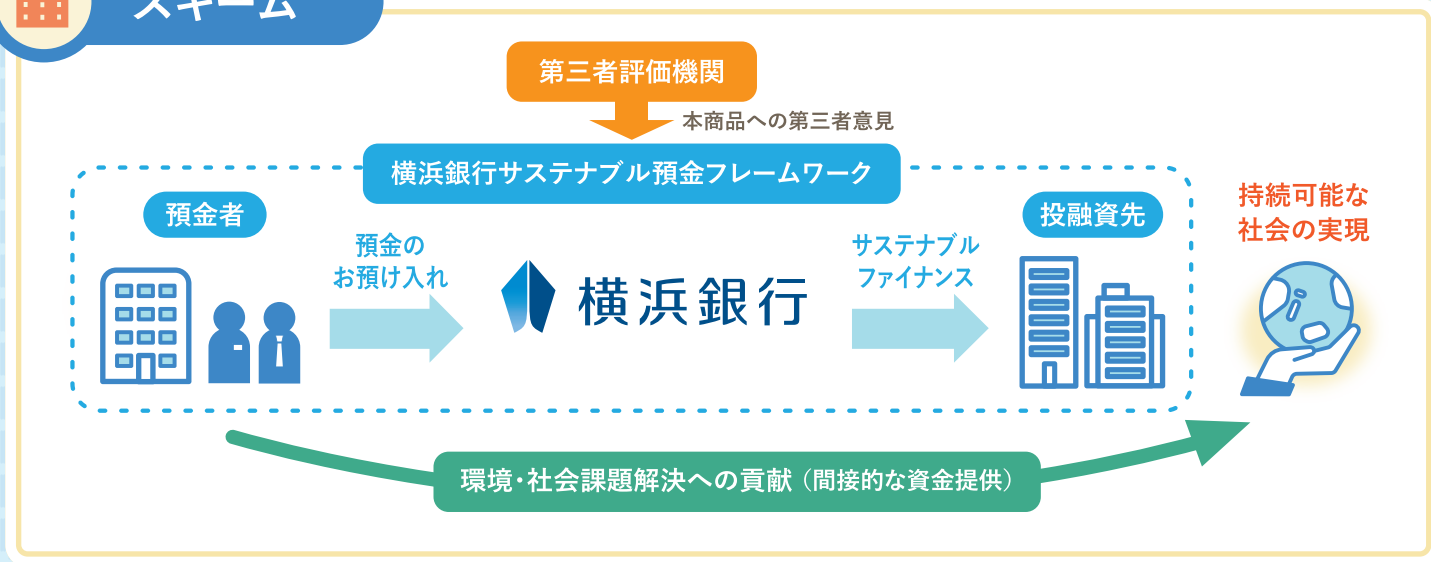 スキーム
第三者評価機関
本商品への第三者意見
横浜銀行サステナブル預金フレームワーク
預金者
預金の
お預け入れ
横浜銀行
サステナブル
ファイナンス
投融資先
持続可能な
社会の実現
環境・社会課題解決への貢献（間接的な資金提供）